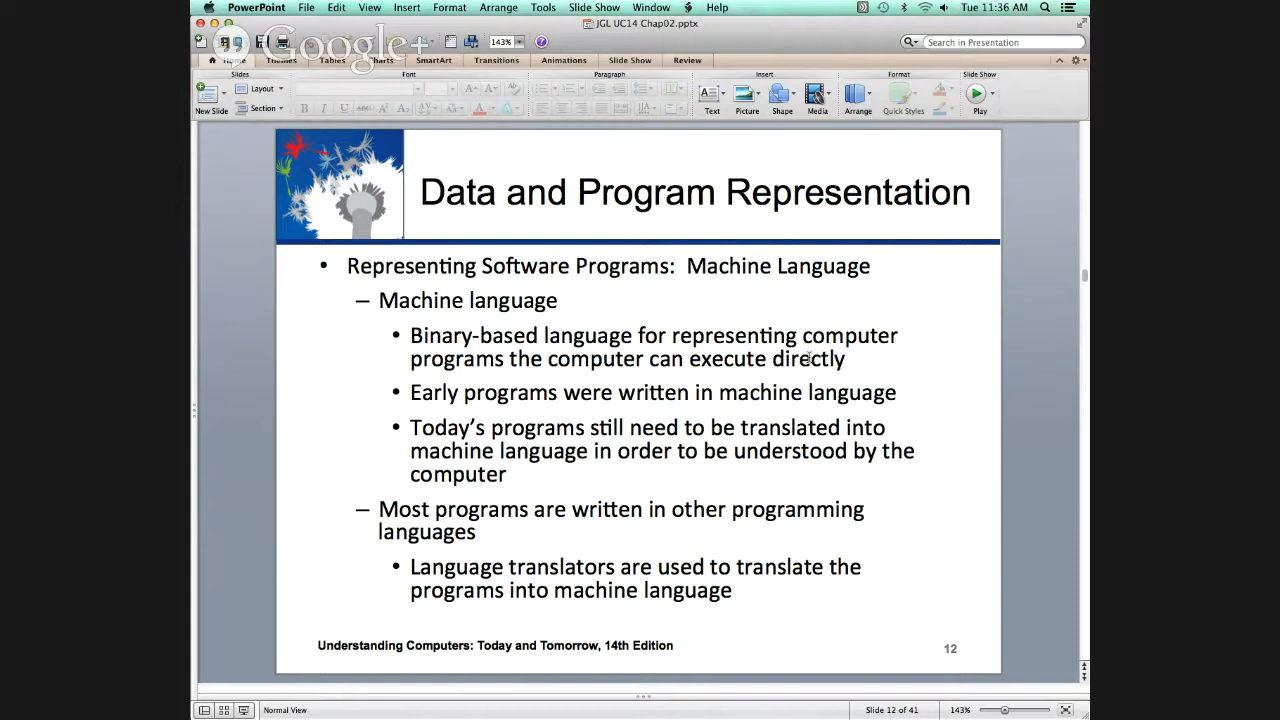 PowerPoint File Edit View Insert Format Arrange Tools Slide Show Window Help Tue 11:36 AM
JGL UC14 Chap02.pptx
Google+
143% Search in Presentation
Home Themes Tables Charts SmartArt Transitions Animations Slide Show Review
Slides Font Paragraph Insert Format Slide Show
Layout
New Slide Section Text Picture Shape Media Arrange Quick Styles Play
Data and Program Representation
• Representing Software Programs: Machine Language
– Machine language
• Binary-based language for representing computer
programs the computer can execute directly
• Early programs were written in machine language
• Today’s programs still need to be translated into
machine language in order to be understood by the
computer
– Most programs are written in other programming
languages
• Language translators are used to translate the
programs into machine language
Understanding Computers: Today and Tomorrow, 14th Edition 12
Normal View Slide 12 of 41 143%